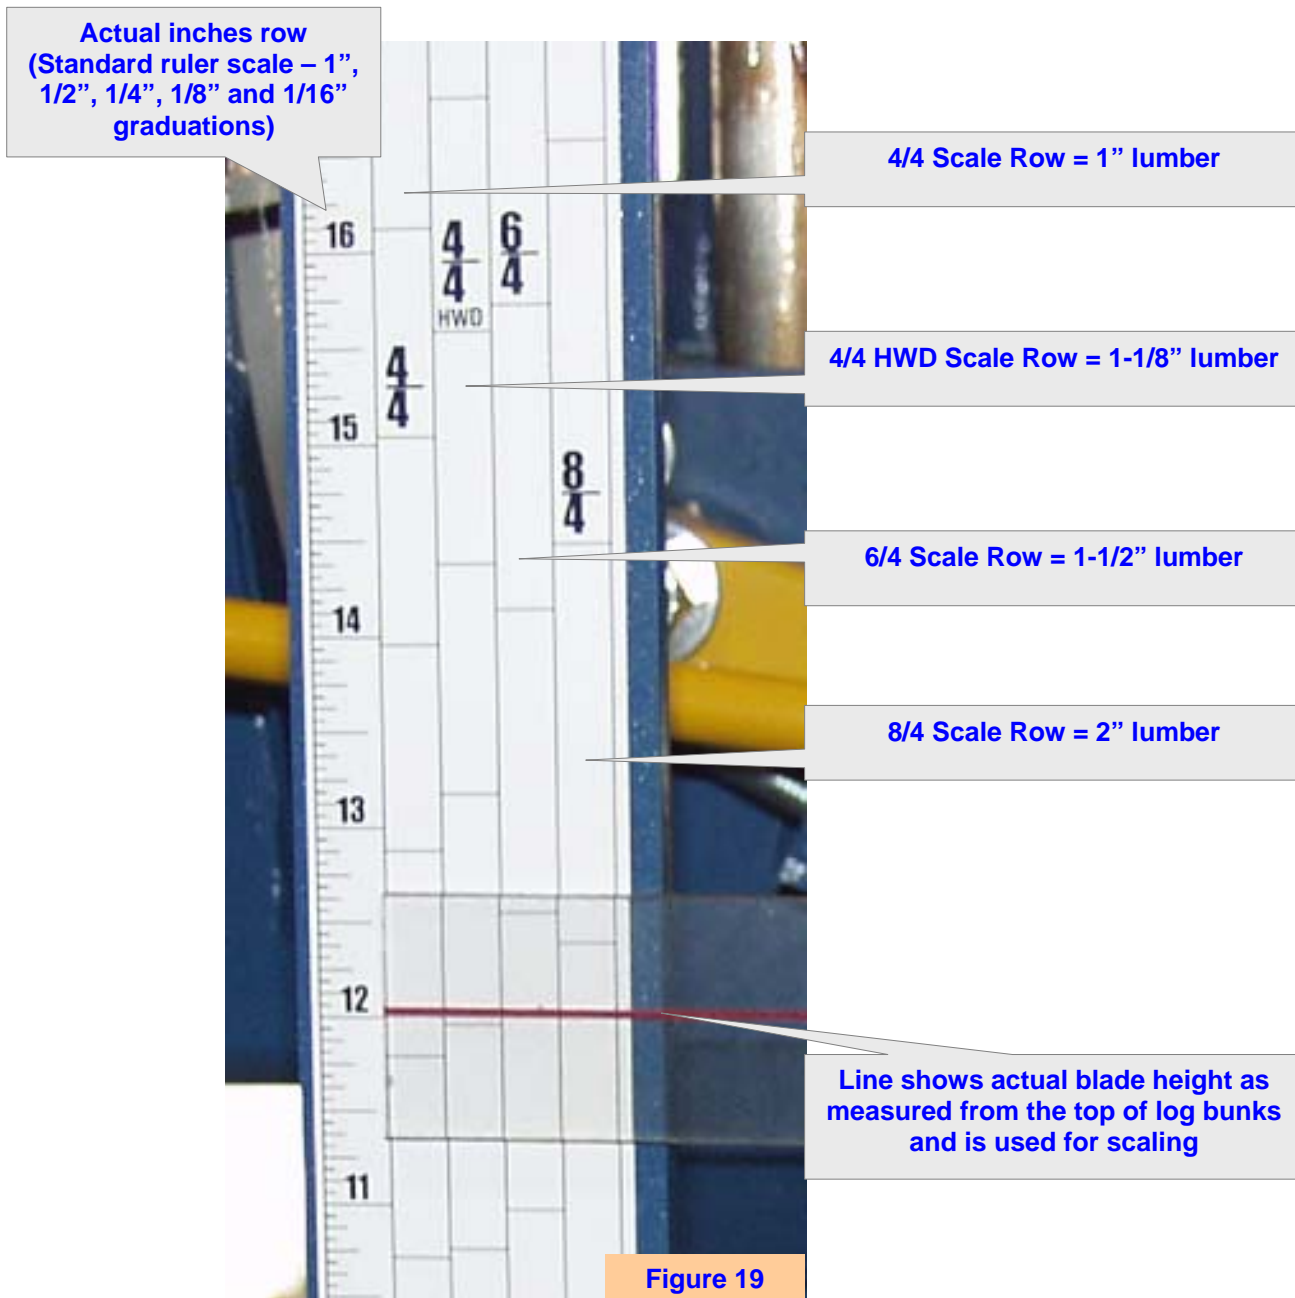 Actual inches row
(Standard ruler scale – 1”,
1/2”, 1/4”, 1/8” and 1/16”
graduations)
4/4 Scale Row = 1” lumber
16
4
4
HWD
6
4
4/4 HWD Scale Row = 1-1/8” lumber
4
4
15
8
4
6/4 Scale Row = 1-1/2” lumber
14
8/4 Scale Row = 2” lumber
13
12
Line shows actual blade height as
measured from the top of log bunks
and is used for scaling
11
Figure 19